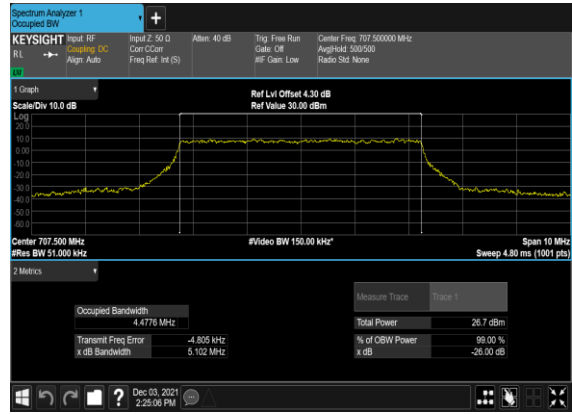 Spectrum Analyzer 1
Occupied BW
+
KEYSIGHT Input: RF Input Z: 50 Ω Atten: 40 dB Trig: Free Run Center Freq: 707.500000 MHz
RL Coupling: DC Corr CCorr Gate: Off Avg|Hold: 500/500
Align: Auto Freq Ref: Int (S) #IF Gain: Low Radio Std: None
1 Graph
Ref Lvl Offset 4.30 dB
Scale/Div 10.0 dB Ref Value 30.00 dBm
Log
20.0
10.0
0.00
-10.0
-20.0
-30.0
-40.0
-50.0
-60.0
Center 707.500 MHz #Video BW 150.00 kHz* Span 10 MHz
#Res BW 51.000 kHz Sweep 4.80 ms (1001 pts)
2 Metrics
Measure Trace Trace 1
Occupied Bandwidth
4.4776 MHz
Total Power 26.7 dBm
Transmit Freq Error -4.805 kHz % of OBW Power 99.00 %
x dB Bandwidth 5.102 MHz x dB -26.00 dB
? Dec 03, 2021
2:25:06 PM